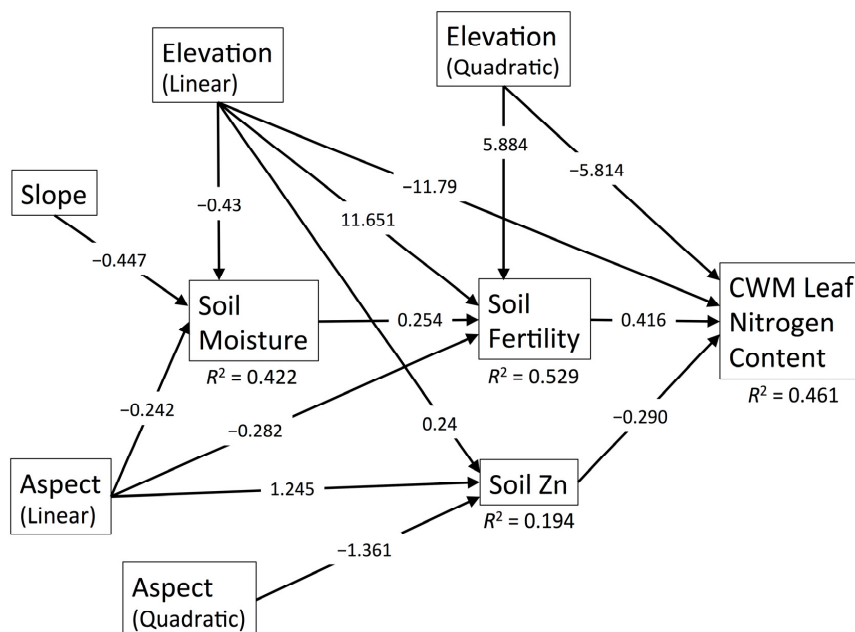 Elevation
(Linear)
Elevation
(Quadratic)
5.884
−5.814
−11.79
Slope
−0.43
11.651
−0.447
Soil
Moisture
R² = 0.422
0.254
Soil
Fertility
R² = 0.529
0.416
CWM Leaf
Nitrogen
Content
R² = 0.461
−0.242
−0.282
0.24
−0.290
Aspect
(Linear)
1.245
Soil Zn
R² = 0.194
−1.361
Aspect
(Quadratic)